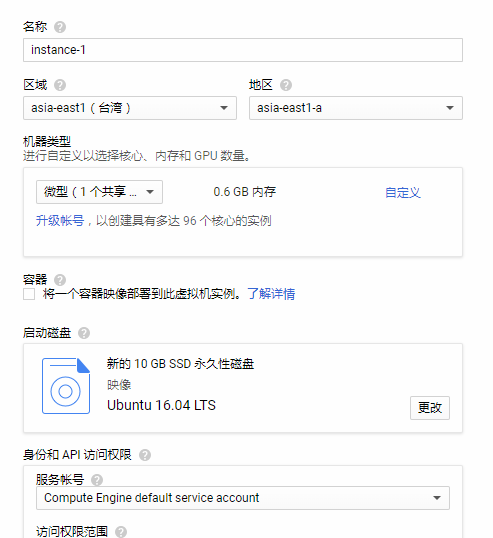 名称 ?
instance-1
区域 ? 地区 ?
asia-east1（台湾） asia-east1-a
机器类型
进行自定义以选择核心、内存和 GPU 数量。
微型（1 个共享 ... 0.6 GB 内存 自定义
升级帐号，以创建具有多达 96 个核心的实例
容器 ?
将一个容器映像部署到此虚拟机实例。了解详情
启动磁盘 ?
新的 10 GB SSD 永久性磁盘
映像
Ubuntu 16.04 LTS
更改
身份和 API 访问权限 ?
服务帐号 ?
Compute Engine default service account
访问权限范围 ?